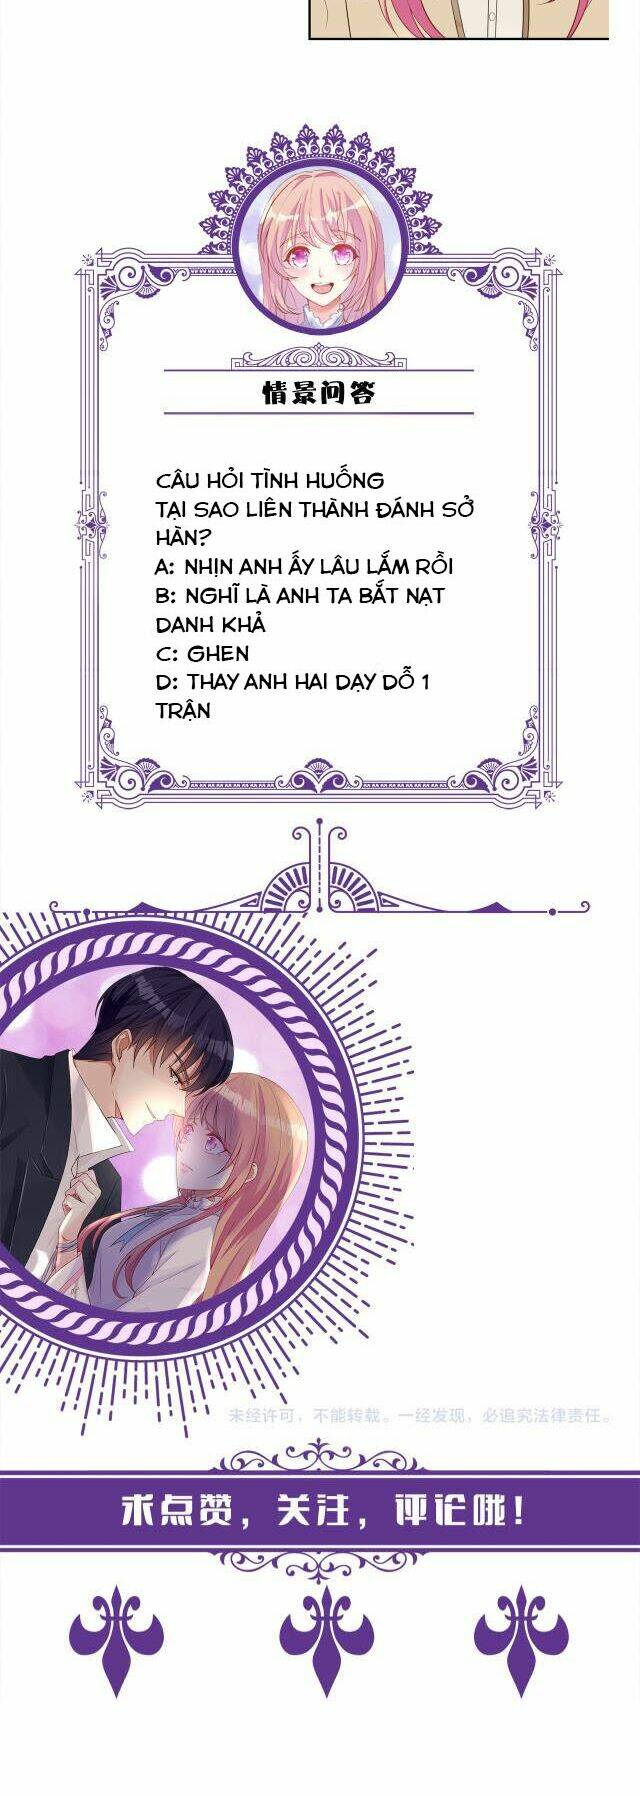 情景问答
CÂU HỎI TÌNH HUỐNG
TẠI SAO LIÊN THÀNH ĐÁNH SỞ
HÀN?
A: NHỊN ANH ẤY LÂU LẮM RỒI
B: NGHĨ LÀ ANH TA BẮT NẠT
DANH KHẢ
C: GHEN
D: THAY ANH HAI DẠY DỖ 1
TRẬN
未经许可，不能转载。一经发现，必追究法律责任。
求点赞，关注，评论哦！